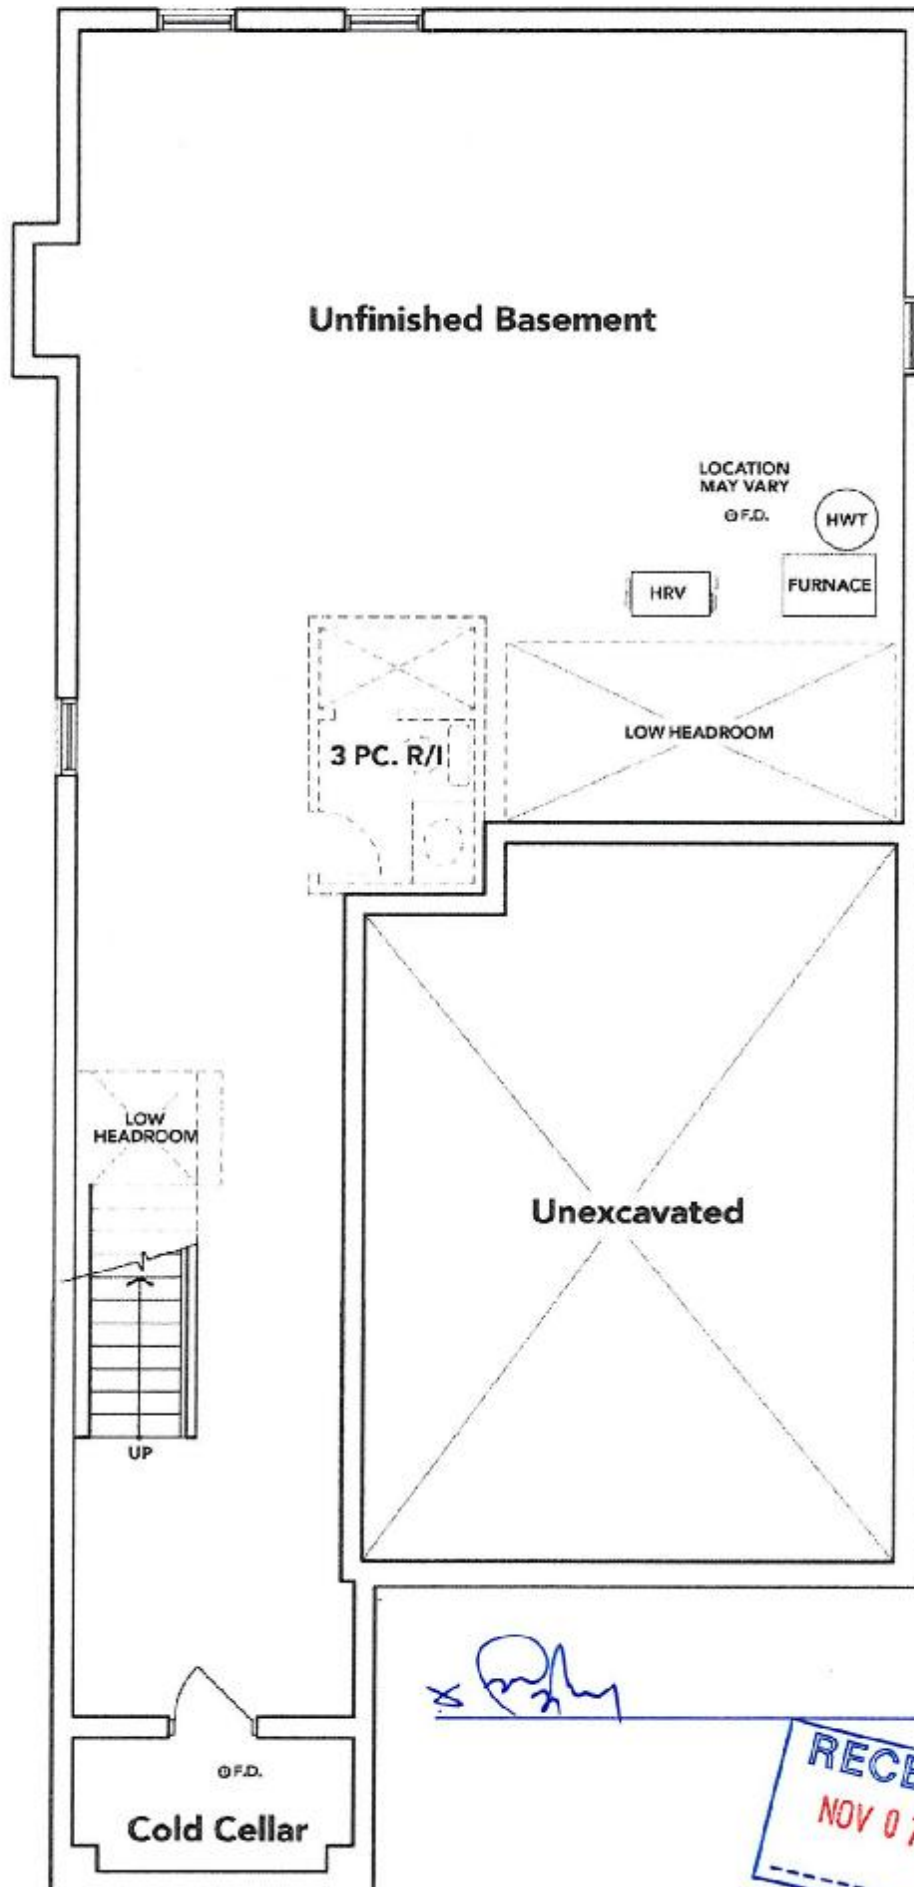 Unfinished Basement
LOCATION
MAY VARY
F.D.
HWT
HRV
FURNACE
LOW HEADROOM
3 PC. R/I
LOW
HEADROOM
Unexcavated
UP
F.D.
Cold Cellar
x
RECE
NOV 07